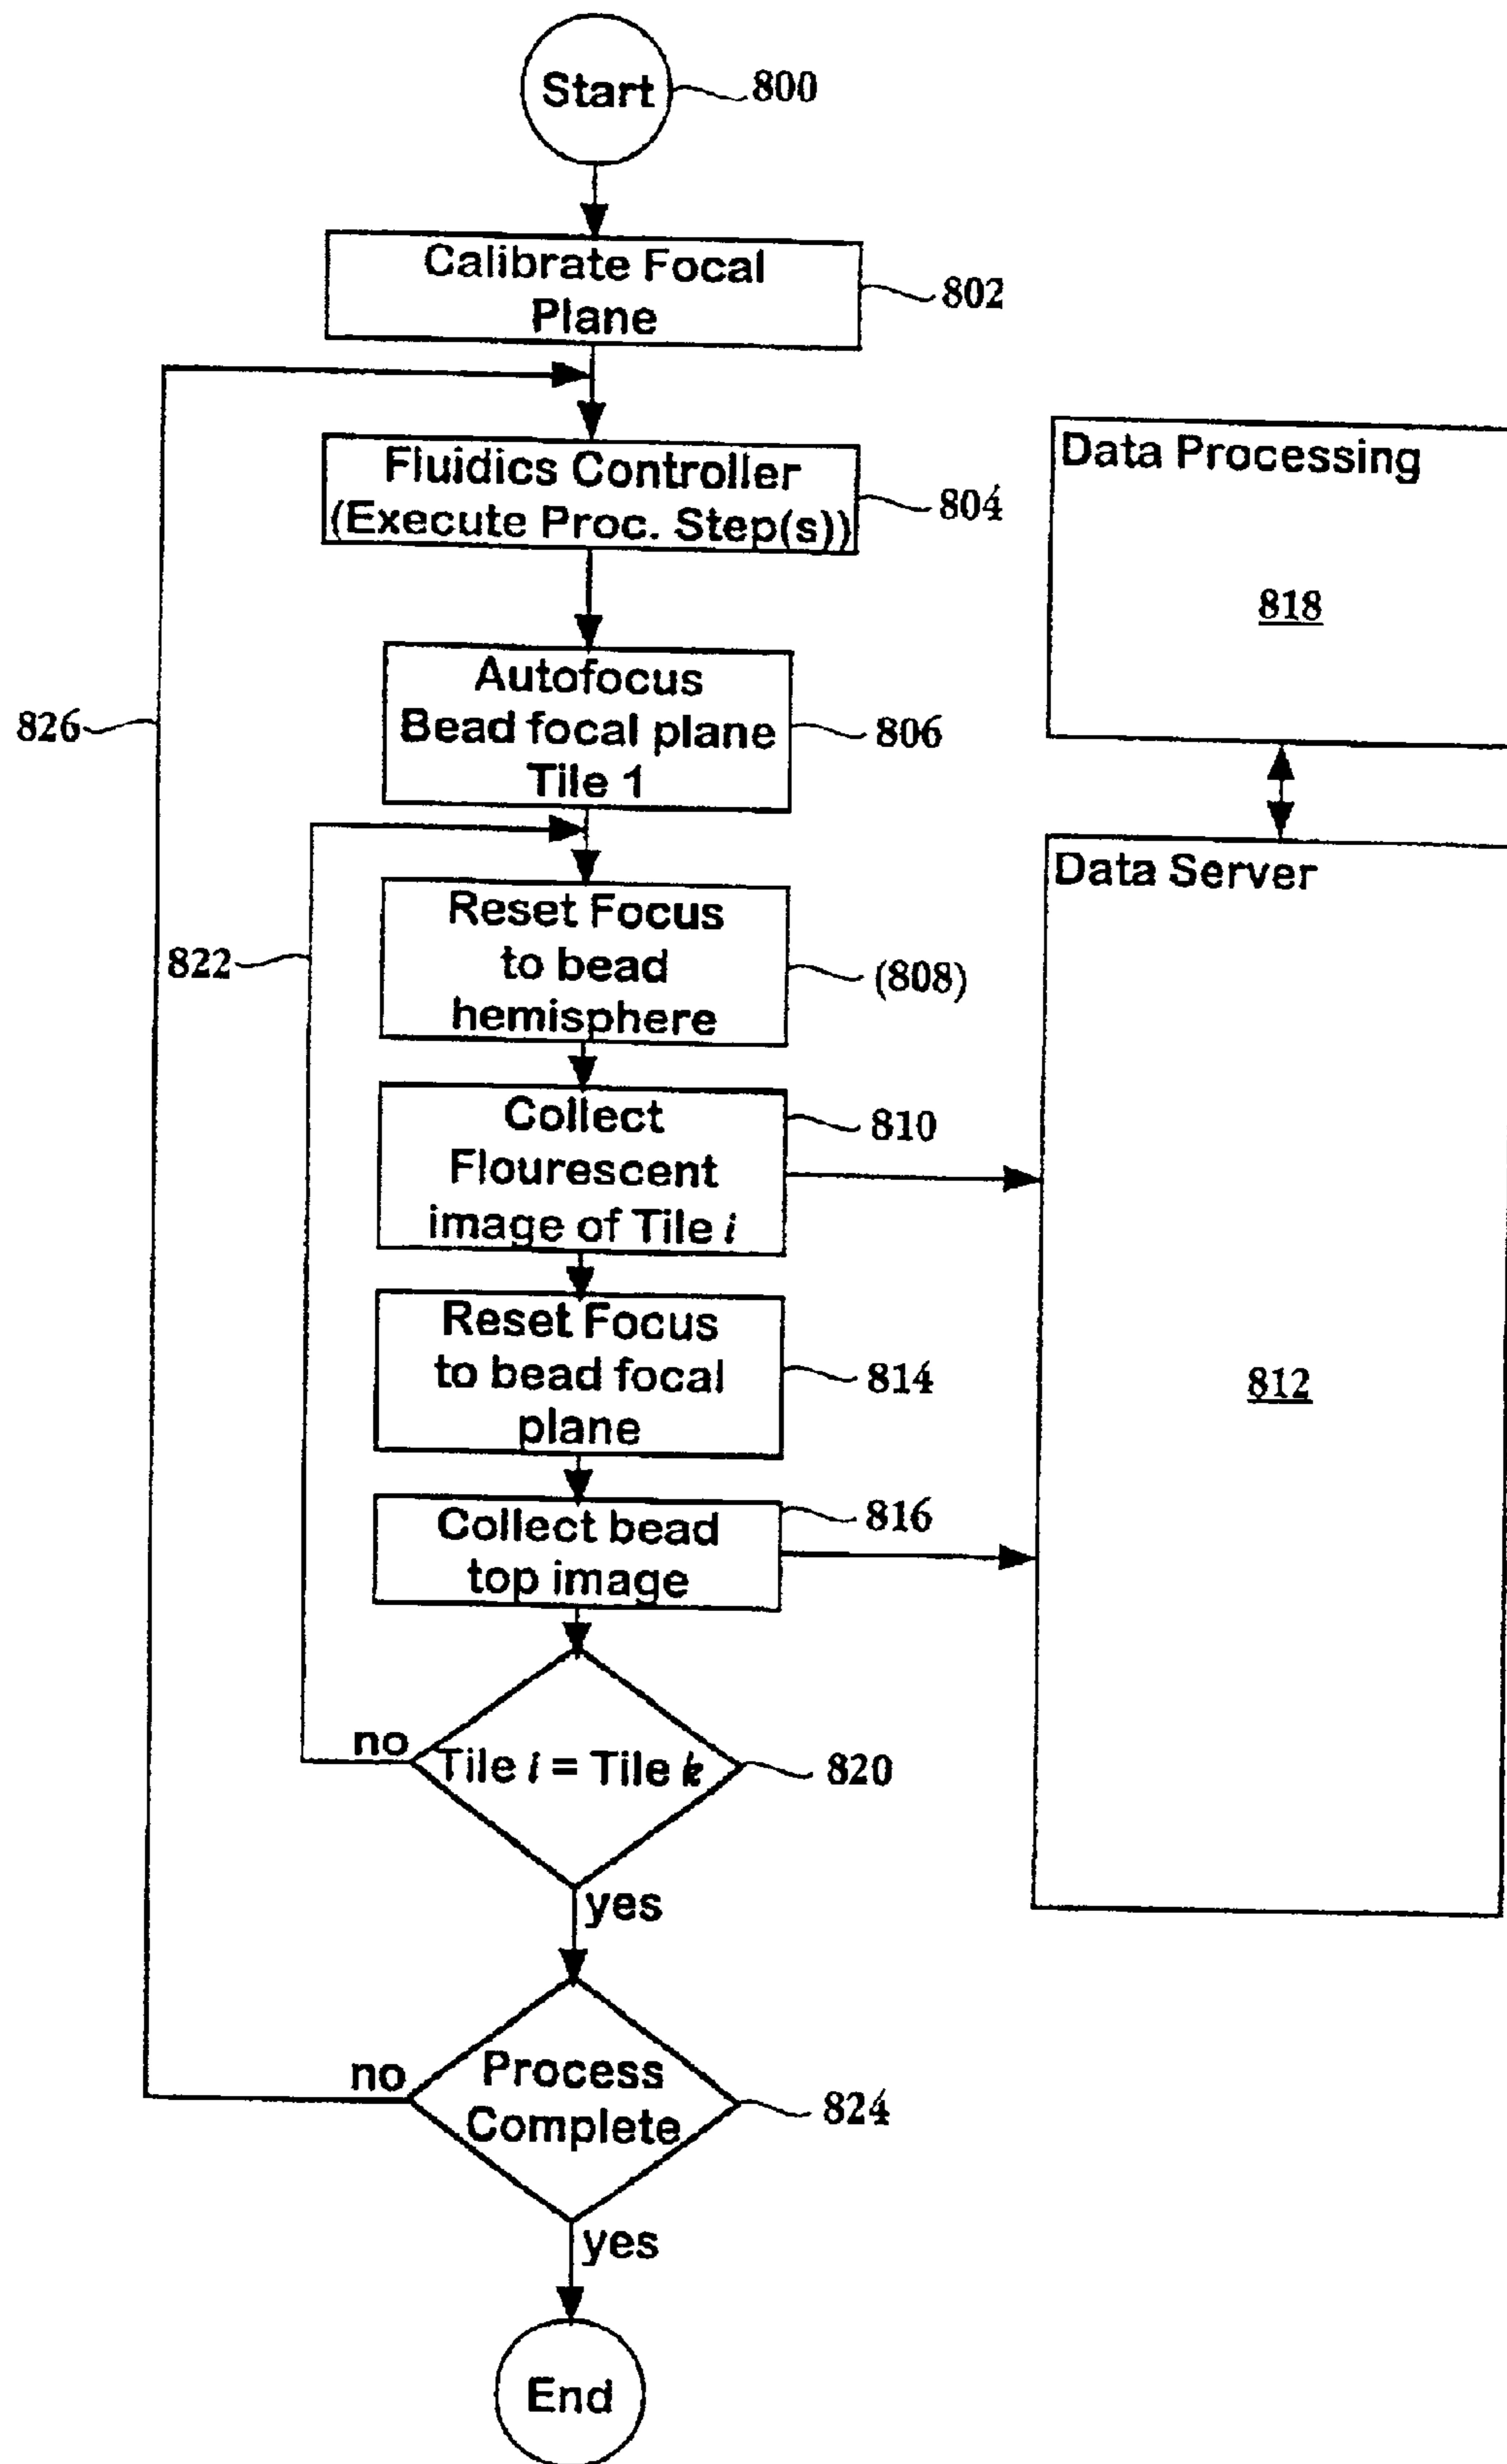 Start
800
Calibrate Focal
Plane
802
Fluidics Controller
(Execute Proc. Step(s))
804
Data Processing
818
Autofocus
Bead focal plane
Tile 1
806
826
Data Server
812
Reset Focus
to bead
hemisphere
(808)
822
Collect
Flourescent
image of Tile i
810
Reset Focus
to bead focal
plane
814
Collect bead
top image
816
no
Tile i = Tile k
820
yes
no
Process
Complete
824
yes
End